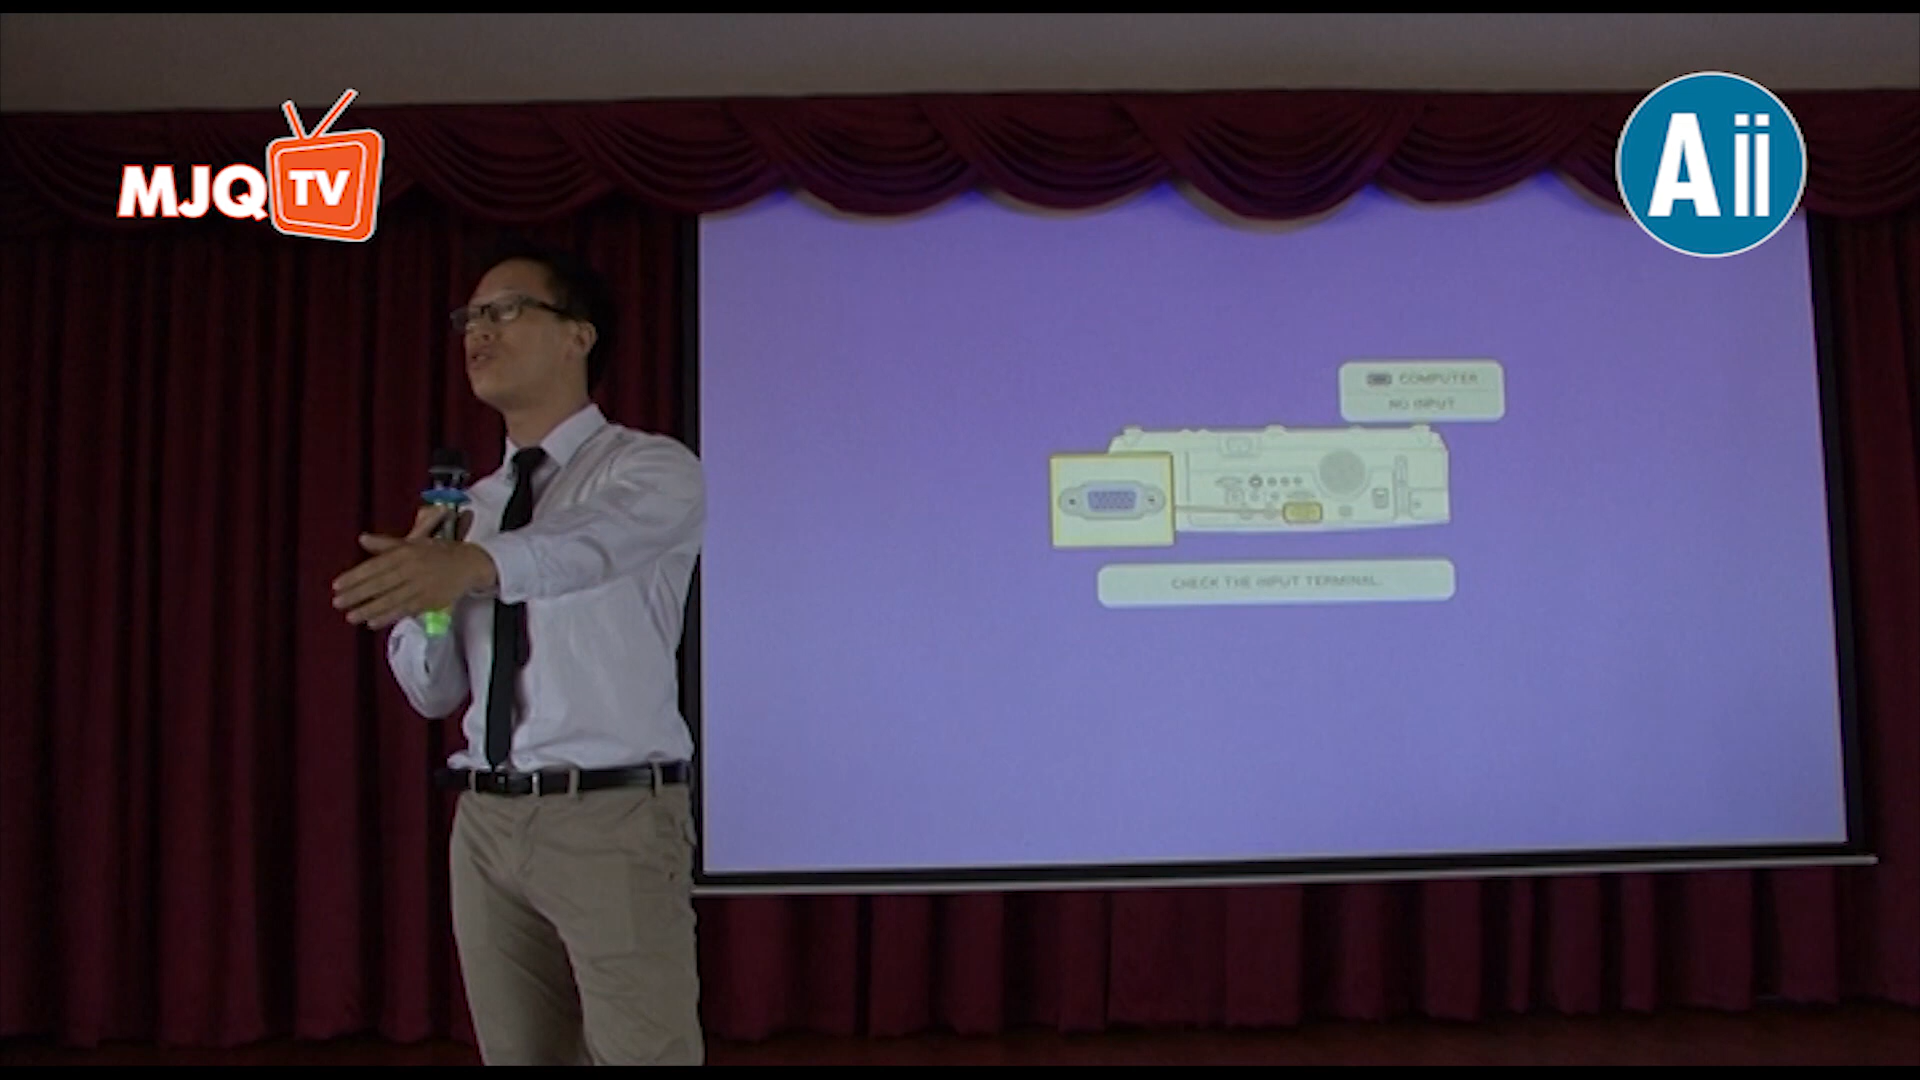 MJQ TV
Aii
COMPUTER
NO INPUT
CHECK THE INPUT TERMINAL.